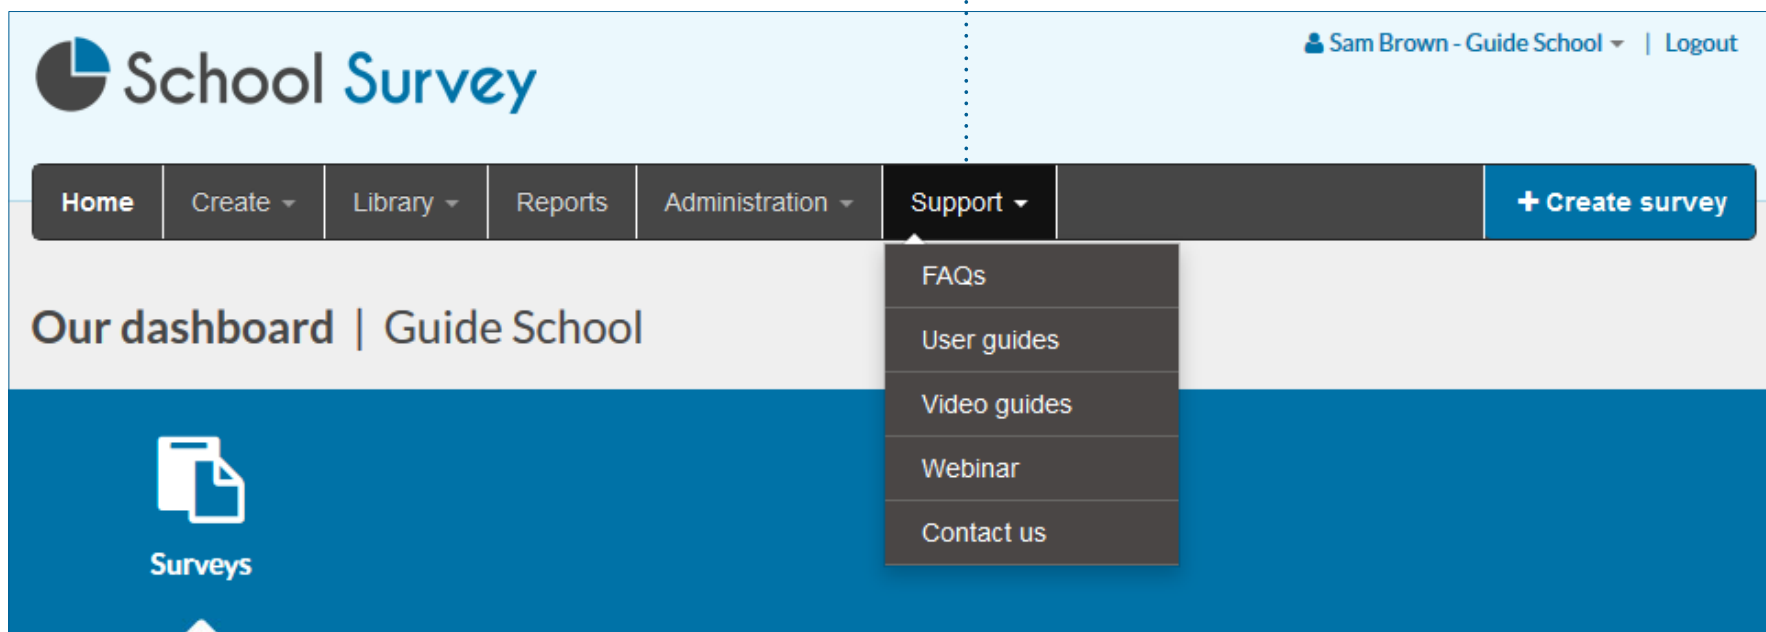 School Survey
Sam Brown - Guide School | Logout
Home Create Library Reports Administration Support + Create survey
FAQs
Our dashboard | Guide School
User guides
Video guides
Webinar
Contact us
Surveys